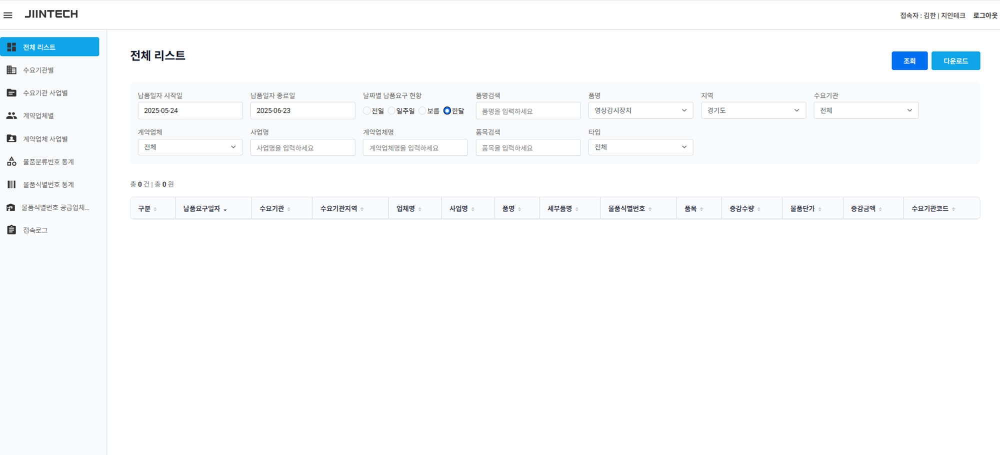 JIINTECH
접속자 : 김한 | 지인테크 로그아웃
전체 리스트
수요기관별
수요기관 사업별
계약업체별
계약업체 사업별
물품분류번호 통계
물품식별번호 통계
물품식별번호 공급업체...
접속로그
전체 리스트
조회 다운로드
납품일자 시작일 납품일자 종료일 날짜별 납품요구 현황 품명검색 품명 지역 수요기관
2025-05-24 2025-06-23 전일 일주일 보름 한달 품명을 입력하세요 영상감시장치 경기도 전체
계약업체 사업명 계약업체명 품목검색 타입
전체 사업명을 입력하세요 계약업체명을 입력하세요 품목을 입력하세요 전체
총 0 건 | 총 0 원
구분 납품요구일자 수요기관 수요기관지역 업체명 사업명 품명 세부품명 물품식별번호 품목 증감수량 물품단가 증감금액 수요기관코드